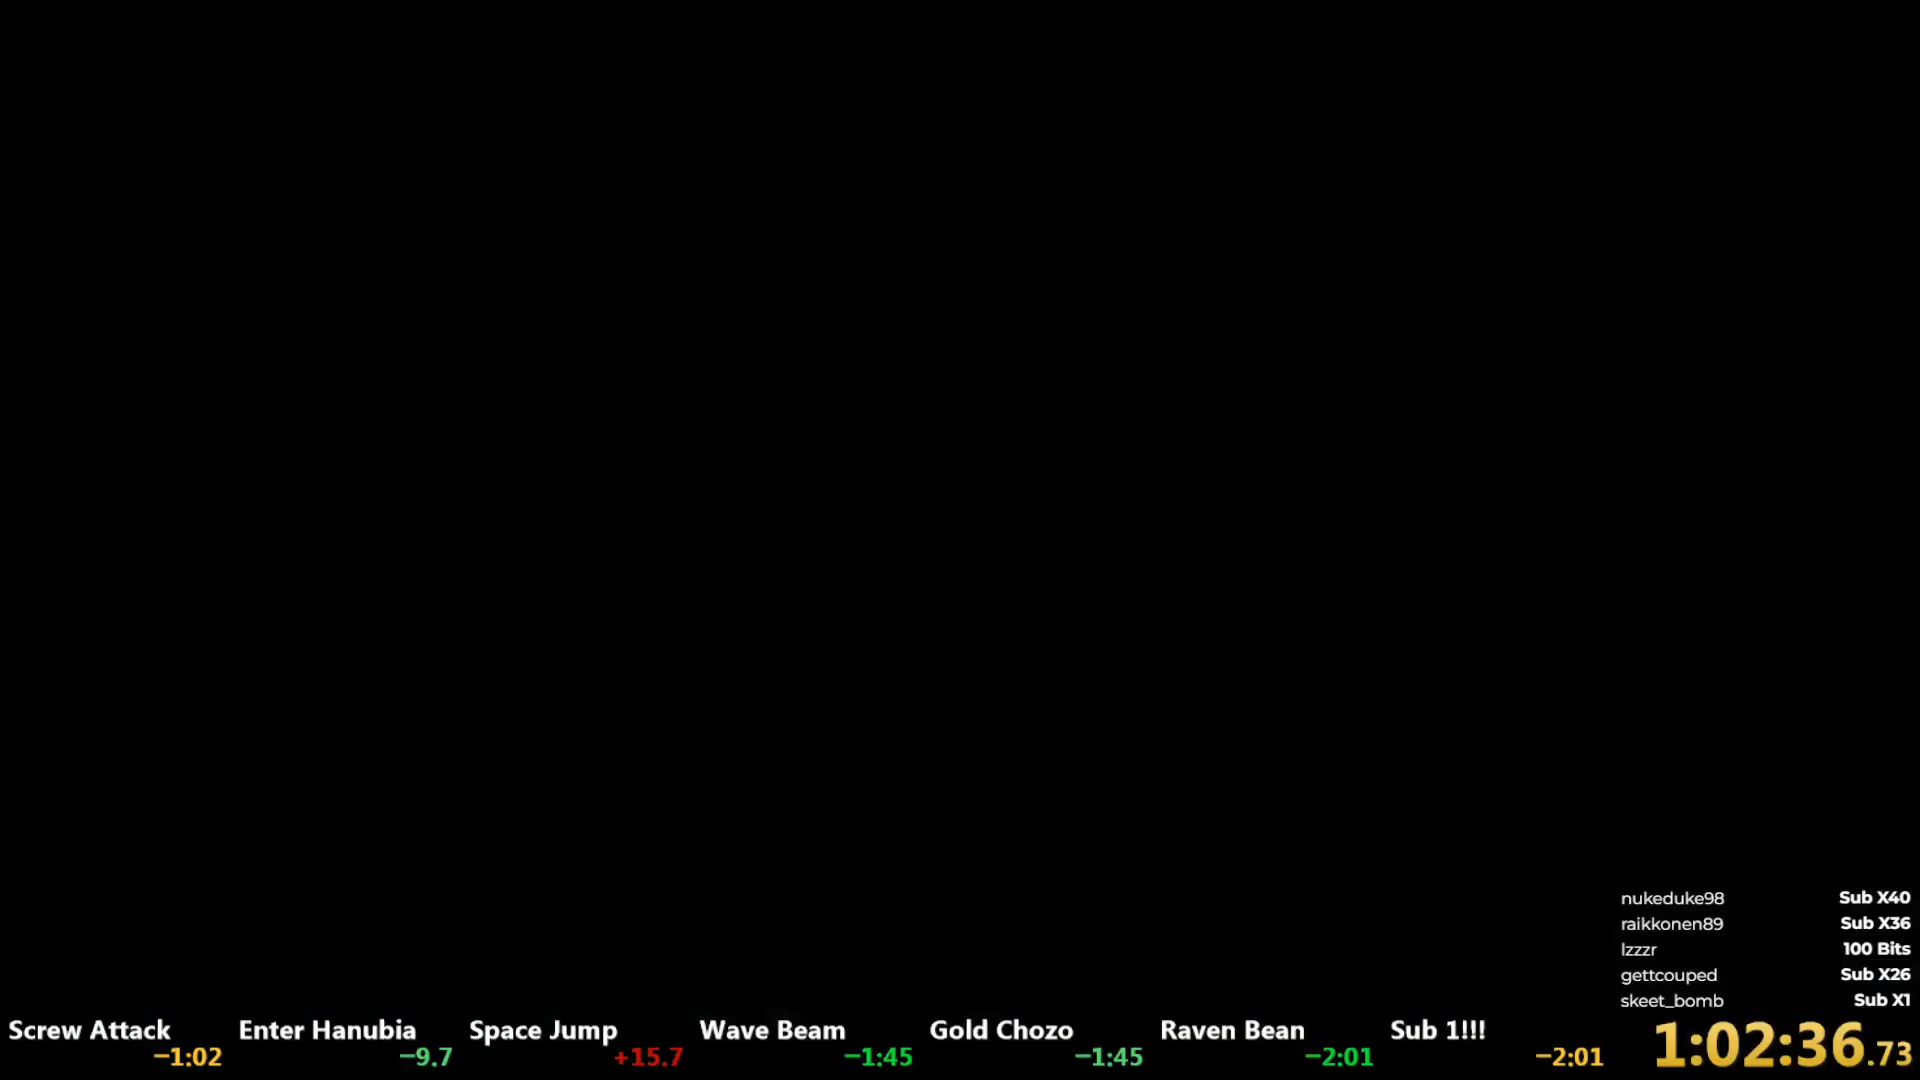 nukeduke98 Sub X40
raikkonen89 Sub X36
lzzzr 100 Bits
gettcouped Sub X26
skeet_bomb Sub X1
Screw Attack Enter Hanubia Space Jump Wave Beam Gold Chozo Raven Bean Sub 1!!!
−1:02 −9.7 +15.7 −1:45 −1:45 −2:01 −2:01
1:02:36.73